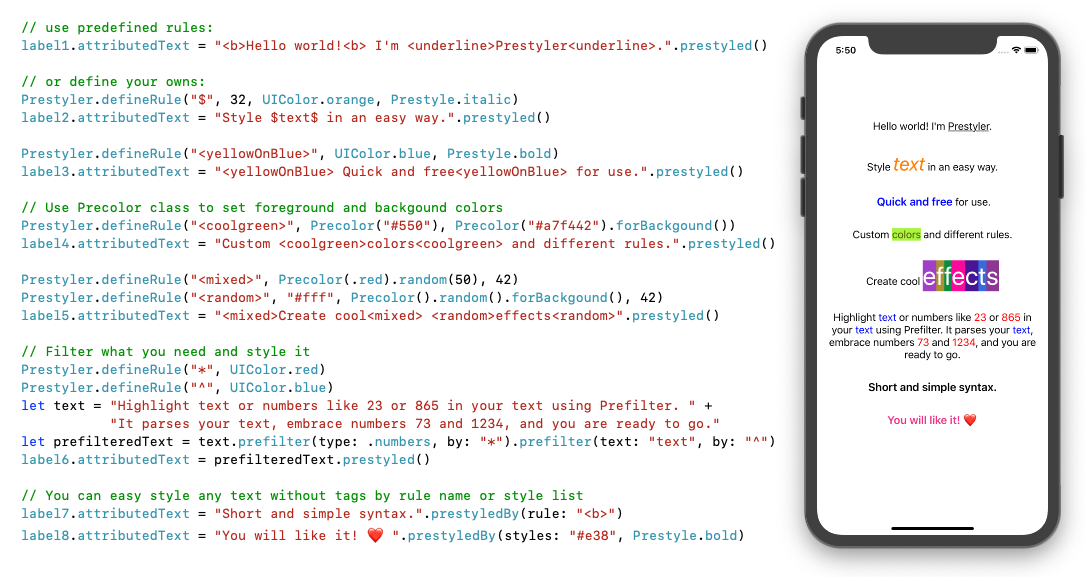 // use predefined rules:
label1.attributedText = "<b>Hello world!<b> I'm <underline>Prestyler<underline>.".prestyled()
// or define your owns:
Prestyler.defineRule("$", 32, UIColor.orange, Prestyle.italic)
label2.attributedText = "Style $text$ in an easy way.".prestyled()
Prestyler.defineRule("<yellowOnBlue>", UIColor.blue, Prestyle.bold)
label3.attributedText = "<yellowOnBlue> Quick and free<yellowOnBlue> for use.".prestyled()
// Use Precolor class to set foreground and backgound colors
Prestyler.defineRule("<coolgreen>", Precolor("#550"), Precolor("#a7f442").forBackgound())
label4.attributedText = "Custom <coolgreen>colors<coolgreen> and different rules.".prestyled()
Prestyler.defineRule("<mixed>", Precolor(.red).random(50), 42)
Prestyler.defineRule("<random>", "#fff", Precolor().random().forBackgound(), 42)
label5.attributedText = "<mixed>Create cool<mixed> <random>effects<random>".prestyled()
// Filter what you need and style it
Prestyler.defineRule("*", UIColor.red)
Prestyler.defineRule("^", UIColor.blue)
let text = "Highlight text or numbers like 23 or 865 in your text using Prefilter. " +
"It parses your text, embrace numbers 73 and 1234, and you are ready to go."
let prefilteredText = text.prefilter(type: .numbers, by: "*").prefilter(text: "text", by: "^")
label6.attributedText = prefilteredText.prestyled()
// You can easy style any text without tags by rule name or style list
label7.attributedText = "Short and simple syntax.".prestyledBy(rule: "<b>")
label8.attributedText = "You will like it! ❤️ ".prestyledBy(styles: "#e38", Prestyle.bold)
5:50
Hello world! I'm Prestyler.
Style text in an easy way.
Quick and free for use.
Custom colors and different rules.
Create cool effects
Highlight text or numbers like 23 or 865 in
your text using Prefilter. It parses your text,
embrace numbers 73 and 1234, and you are
ready to go.
Short and simple syntax.
You will like it! ❤️